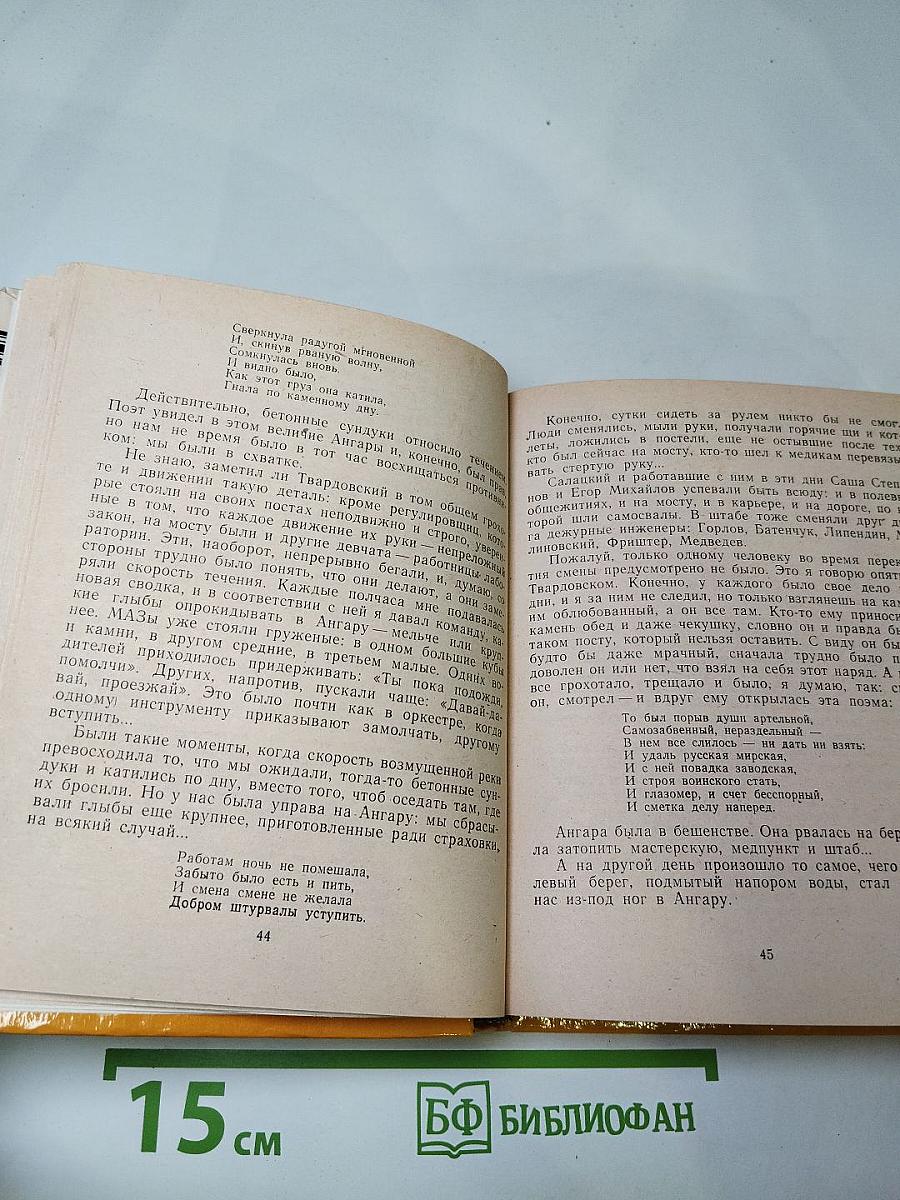 Сверкнула радугой мгновенной
И, скинув рваную волну,
Сомкнулась вновь.
И видно было,
Как этот груз она катила,
Гнала по каменному дну.
Действительно, бетонные сундуки относило течением.
Поэт увидел в этом величие Ангары и, конечно, был прав,
но нам не время было в тот час восхищаться противни-
ком: мы были в схватке.
Не знаю, заметил ли Твардовский в том общем грохо-
те и движении такую деталь: кроме регулировщиц, кото-
рые стояли на своих постах неподвижно и строго, уверен-
ные в том, что каждое движение их руки — непреложный
закон, на мосту были и другие девчата — работницы лабо-
ратории. Эти, наоборот, непрерывно бегали, и, думаю, со
стороны трудно было понять, что они делают, а они заме-
ряли скорость течения. Каждые полчаса мне подавалась
новая сводка, и в соответствии с ней я давал команду, ка-
кие глыбы опрокидывать в Ангару — мельче или круп-
нее. МАЗы уже стояли груженые: в одном большие кубы
и камни, в другом средние, в третьем малые. Одних во-
дителей приходилось придерживать: «Ты пока подожди,
помолчи». Других, напротив, пускали чаще: «Давай-да-
вай, проезжай». Это было почти как в оркестре, когда
одному инструменту приказывают замолчать, другому
вступить...
Были такие моменты, когда скорость возмущенной реки
превосходила то, что мы ожидали, тогда-то бетонные сун-
дуки и катились по дну, вместо того, чтоб оседать там, где
их бросили. Но у нас была управа на Ангару: мы сбрасы-
вали глыбы еще крупнее, приготовленные ради страховки,
на всякий случай...
Работам ночь не помешала,
Забыто было есть и пить,
И смена смене не желала
Добром штурвалы уступить.
44
Конечно, сутки сидеть за рулем никто бы не смог
Люди сменялись, мыли руки, получали горячие щи и кот
леты, ложились в постели, еще не остывшие после тех
кто был сейчас на мосту, кто-то шел к медикам перевязы
вать стертую руку...
Салацкий и работавшие с ним в эти дни Саша Степ
нов и Егор Михайлов успевали быть всюду: и в полев
общежитиях, и на мосту, и в карьере, и на дороге, по к
торой шли самосвалы. В штабе тоже сменяли друг д
га дежурные инженеры: Горлов, Батенчук, Липендин, М
линовский, Фриштер, Медведев.
Пожалуй, только одному человеку во время перек
тия смены предусмотрено не было. Это я говорю опят
Твардовском. Конечно, у каждого было свое дело
дни, и я за ним не следил, но только взглянешь на кам
им облюбованный, а он все там. Кто-то ему приноси
камень обед и даже чекушку, словно он и правда бы
таком посту, который нельзя оставить. С виду он бы
будто бы даже мрачный, сначала трудно было п
доволен он или нет, что взял на себя этот наряд. А
все грохотало, трещало и было, я думаю, так: с
он, смотрел — и вдруг ему открылась эта поэма:
То был порыв души артельной,
Самозабвенный, нераздельный —
В нем все слилось — ни дать ни взять:
И удаль русская мирская,
И с ней повадка заводская,
И строя воинского стать,
И глазомер, и счет бесспорный,
И сметка делу наперед.
Ангара была в бешенстве. Она рвалась на бер
ла затопить мастерскую, медпункт и штаб...
А на другой день произошло то самое, чего
левый берег, подмытый напором воды, стал
нас из-под ног в Ангару.
45
15 см
БФ БИБЛИОФАН